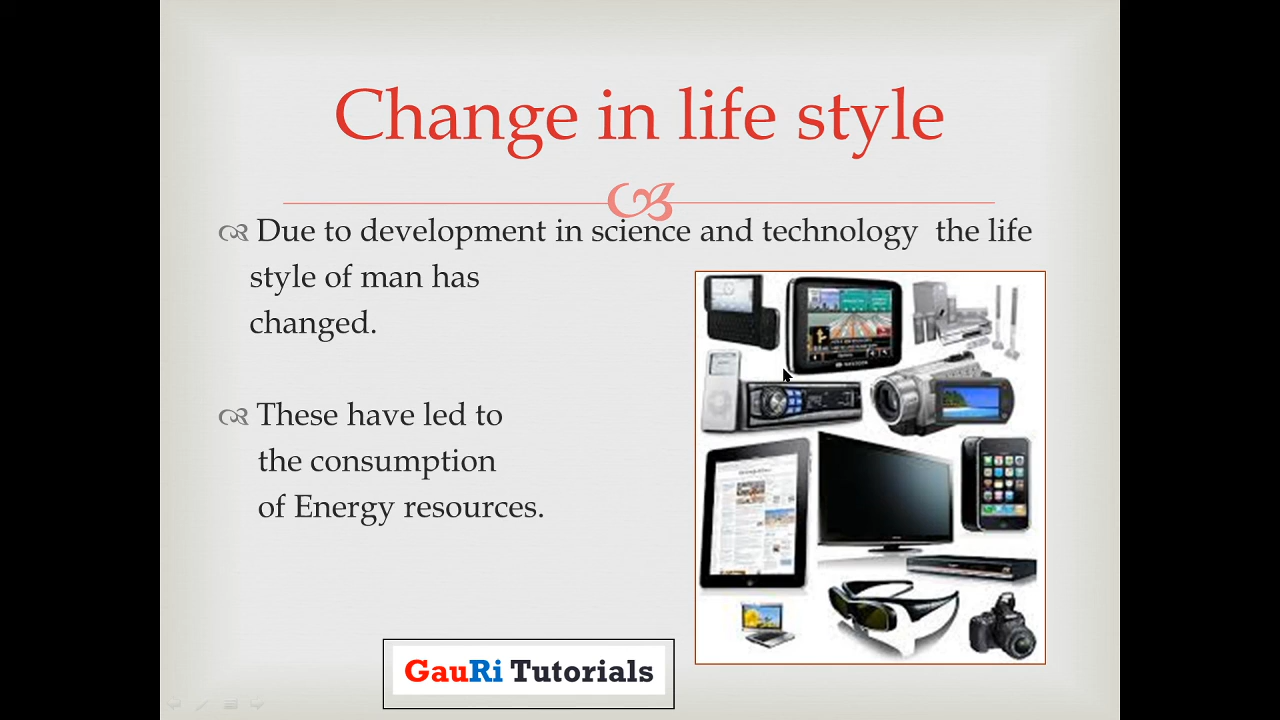 Change in life style
Due to development in science and technology the life
style of man has
changed.
These have led to
the consumption
of Energy resources.
GauRi Tutorials